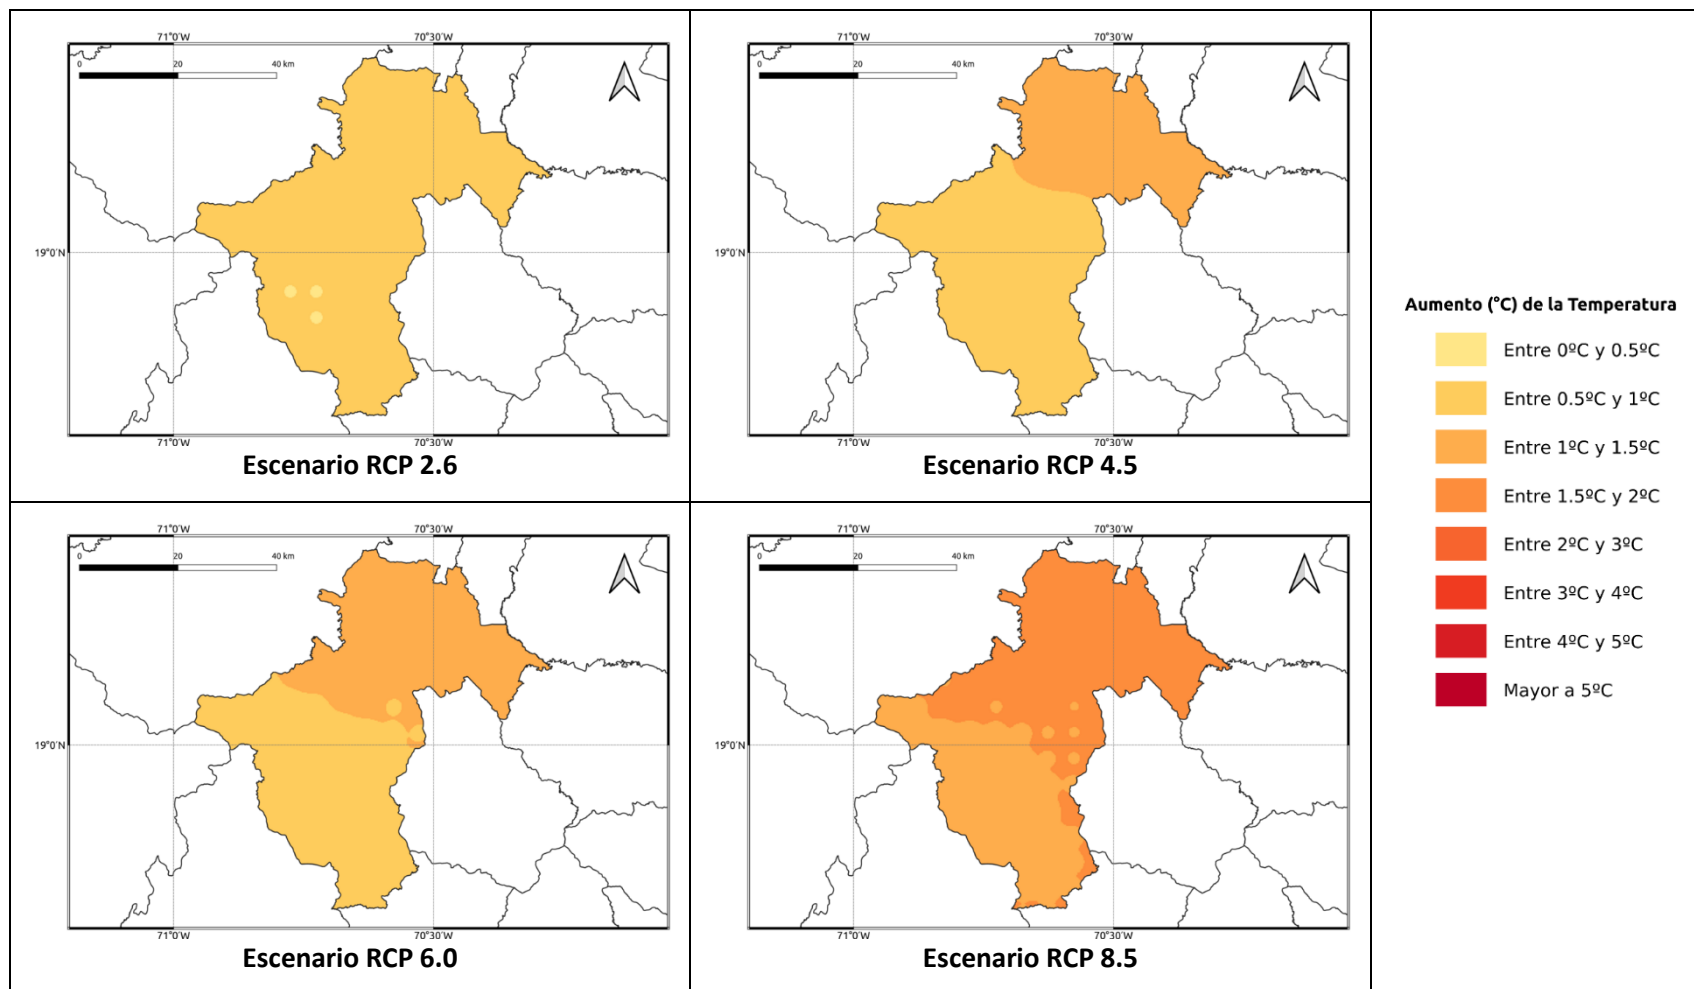 71°0'W 70°30'W
0 20 40 km
19°0'N
71°0'W 70°30'W
Escenario RCP 2.6
71°0'W 70°30'W
0 20 40 km
19°0'N
71°0'W 70°30'W
Escenario RCP 4.5
71°0'W 70°30'W
0 20 40 km
19°0'N
71°0'W 70°30'W
Escenario RCP 6.0
71°0'W 70°30'W
0 20 40 km
19°0'N
71°0'W 70°30'W
Escenario RCP 8.5
Aumento (°C) de la Temperatura
Entre 0ºC y 0.5ºC
Entre 0.5ºC y 1ºC
Entre 1ºC y 1.5ºC
Entre 1.5ºC y 2ºC
Entre 2ºC y 3ºC
Entre 3ºC y 4ºC
Entre 4ºC y 5ºC
Mayor a 5ºC